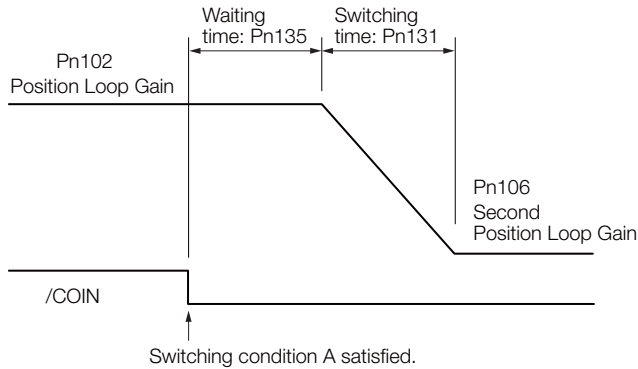 Waiting
time: Pn135
Switching
time: Pn131
Pn102
Position Loop Gain
Pn106
Second
Position Loop Gain
/COIN
Switching condition A satisfied.